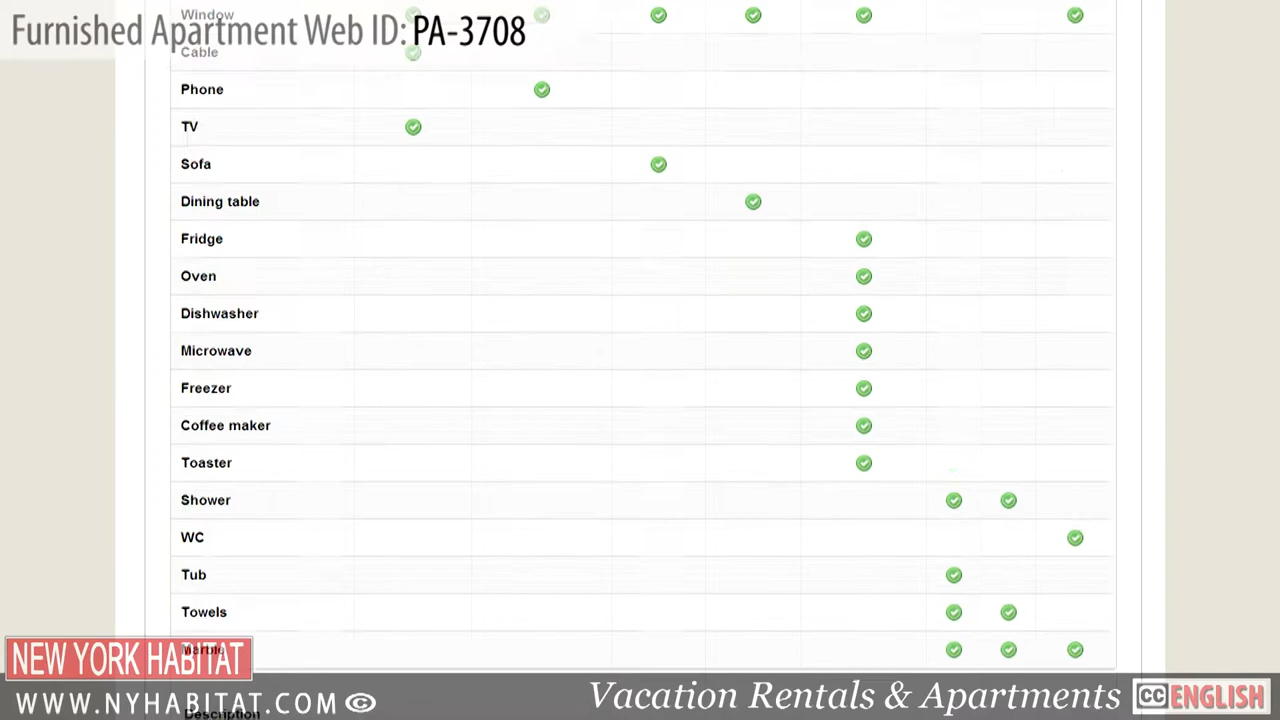 Window
Furnished Apartment Web ID: PA-3708
Cable
Phone
TV
Sofa
Dining table
Fridge
Oven
Dishwasher
Microwave
Freezer
Coffee maker
Toaster
Shower
WC
Tub
Towels
Marble
NEW YORK HABITAT
WWW.NYHABITAT.COM ©
Vacation Rentals & Apartments
CC ENGLISH
Description